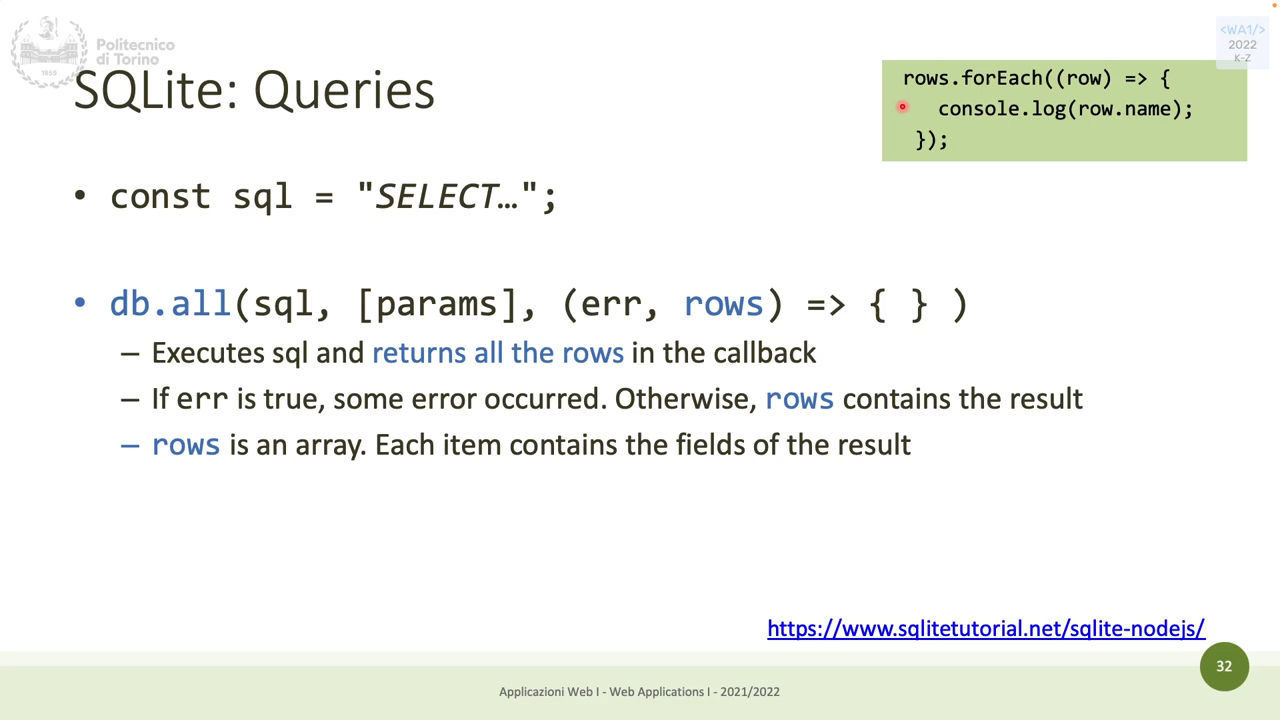 Politecnico
di Torino
1859
<WA1/>
2022
K-Z
SQLite: Queries
rows.forEach((row) => {
console.log(row.name);
});
• const sql = "SELECT…";
• db.all(sql, [params], (err, rows) => { } )
– Executes sql and returns all the rows in the callback
– If err is true, some error occurred. Otherwise, rows contains the result
– rows is an array. Each item contains the fields of the result
https://www.sqlitetutorial.net/sqlite-nodejs/
32
Applicazioni Web I - Web Applications I - 2021/2022